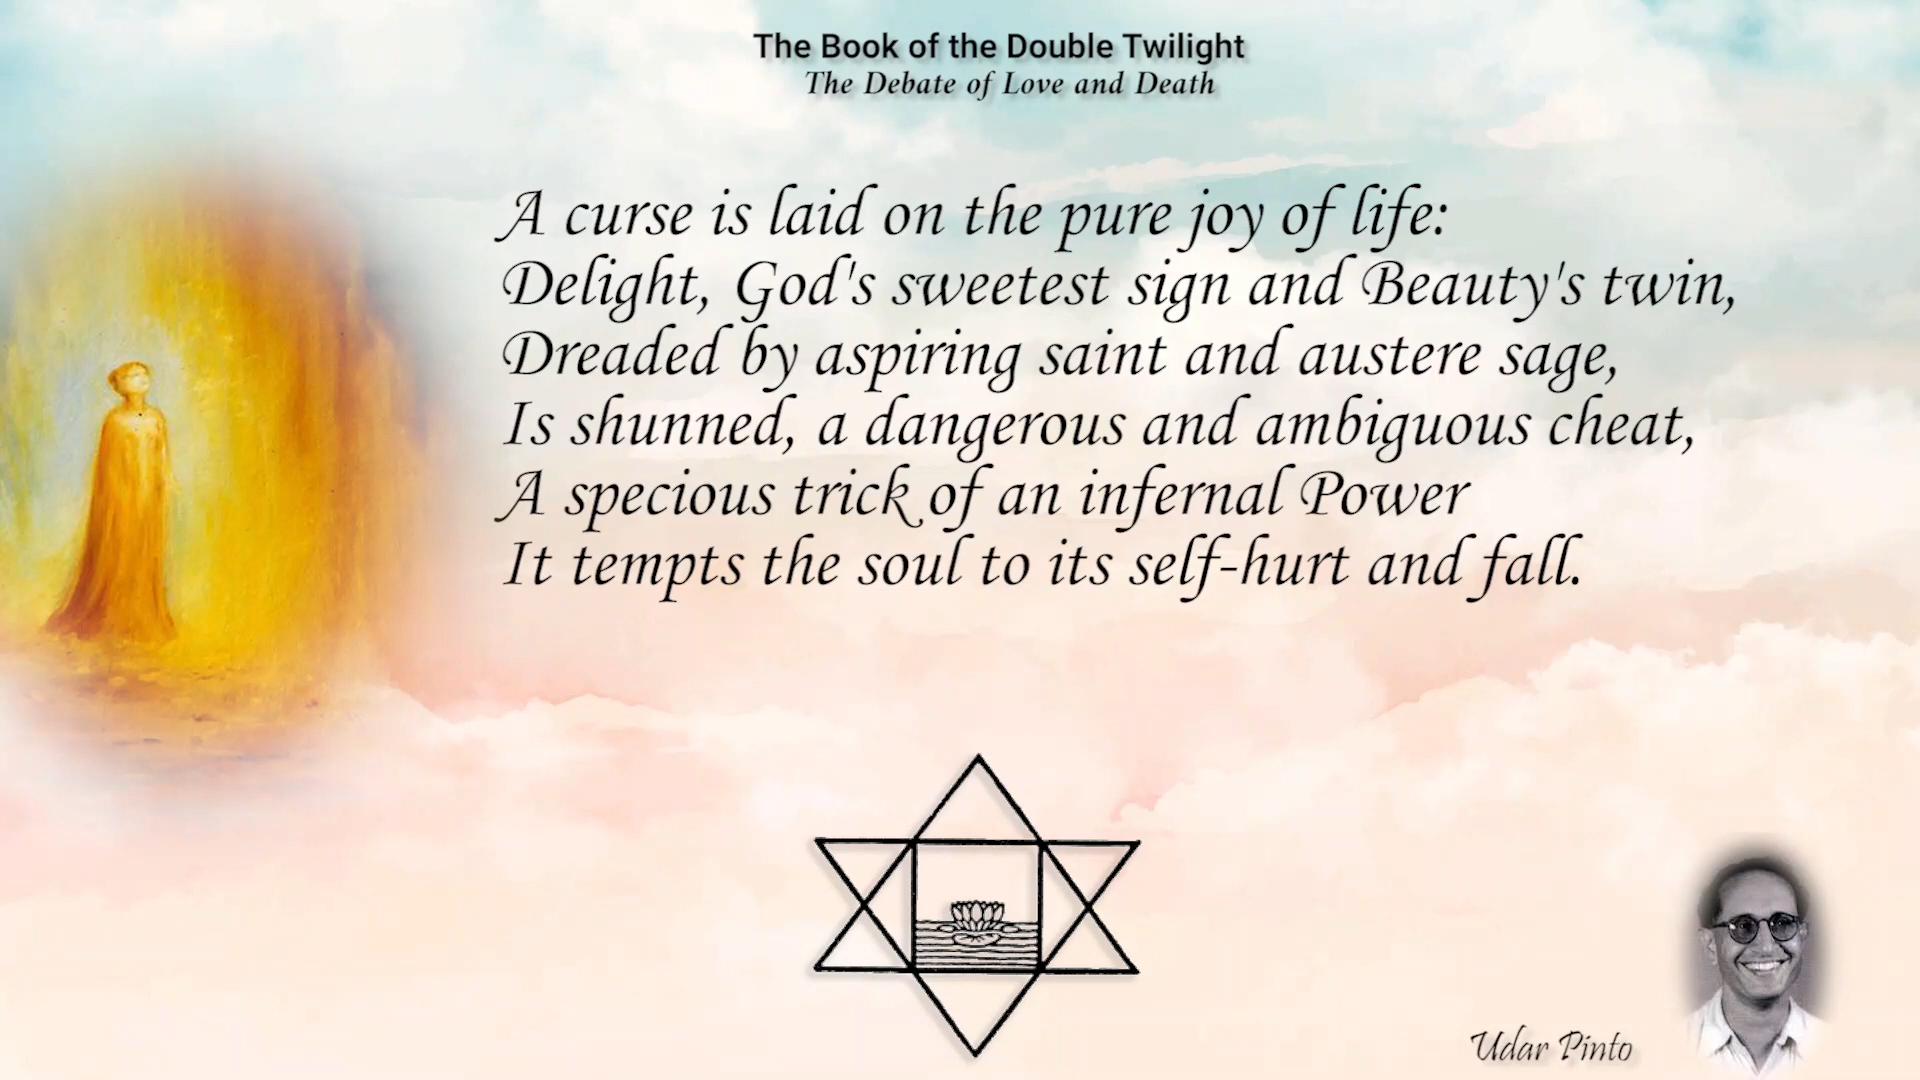 The Book of the Double Twilight
The Debate of Love and Death
A curse is laid on the pure joy of life:
Delight, God's sweetest sign and Beauty's twin,
Dreaded by aspiring saint and austere sage,
Is shunned, a dangerous and ambiguous cheat,
A specious trick of an infernal Power
It tempts the soul to its self-hurt and fall.
Udar Pinto